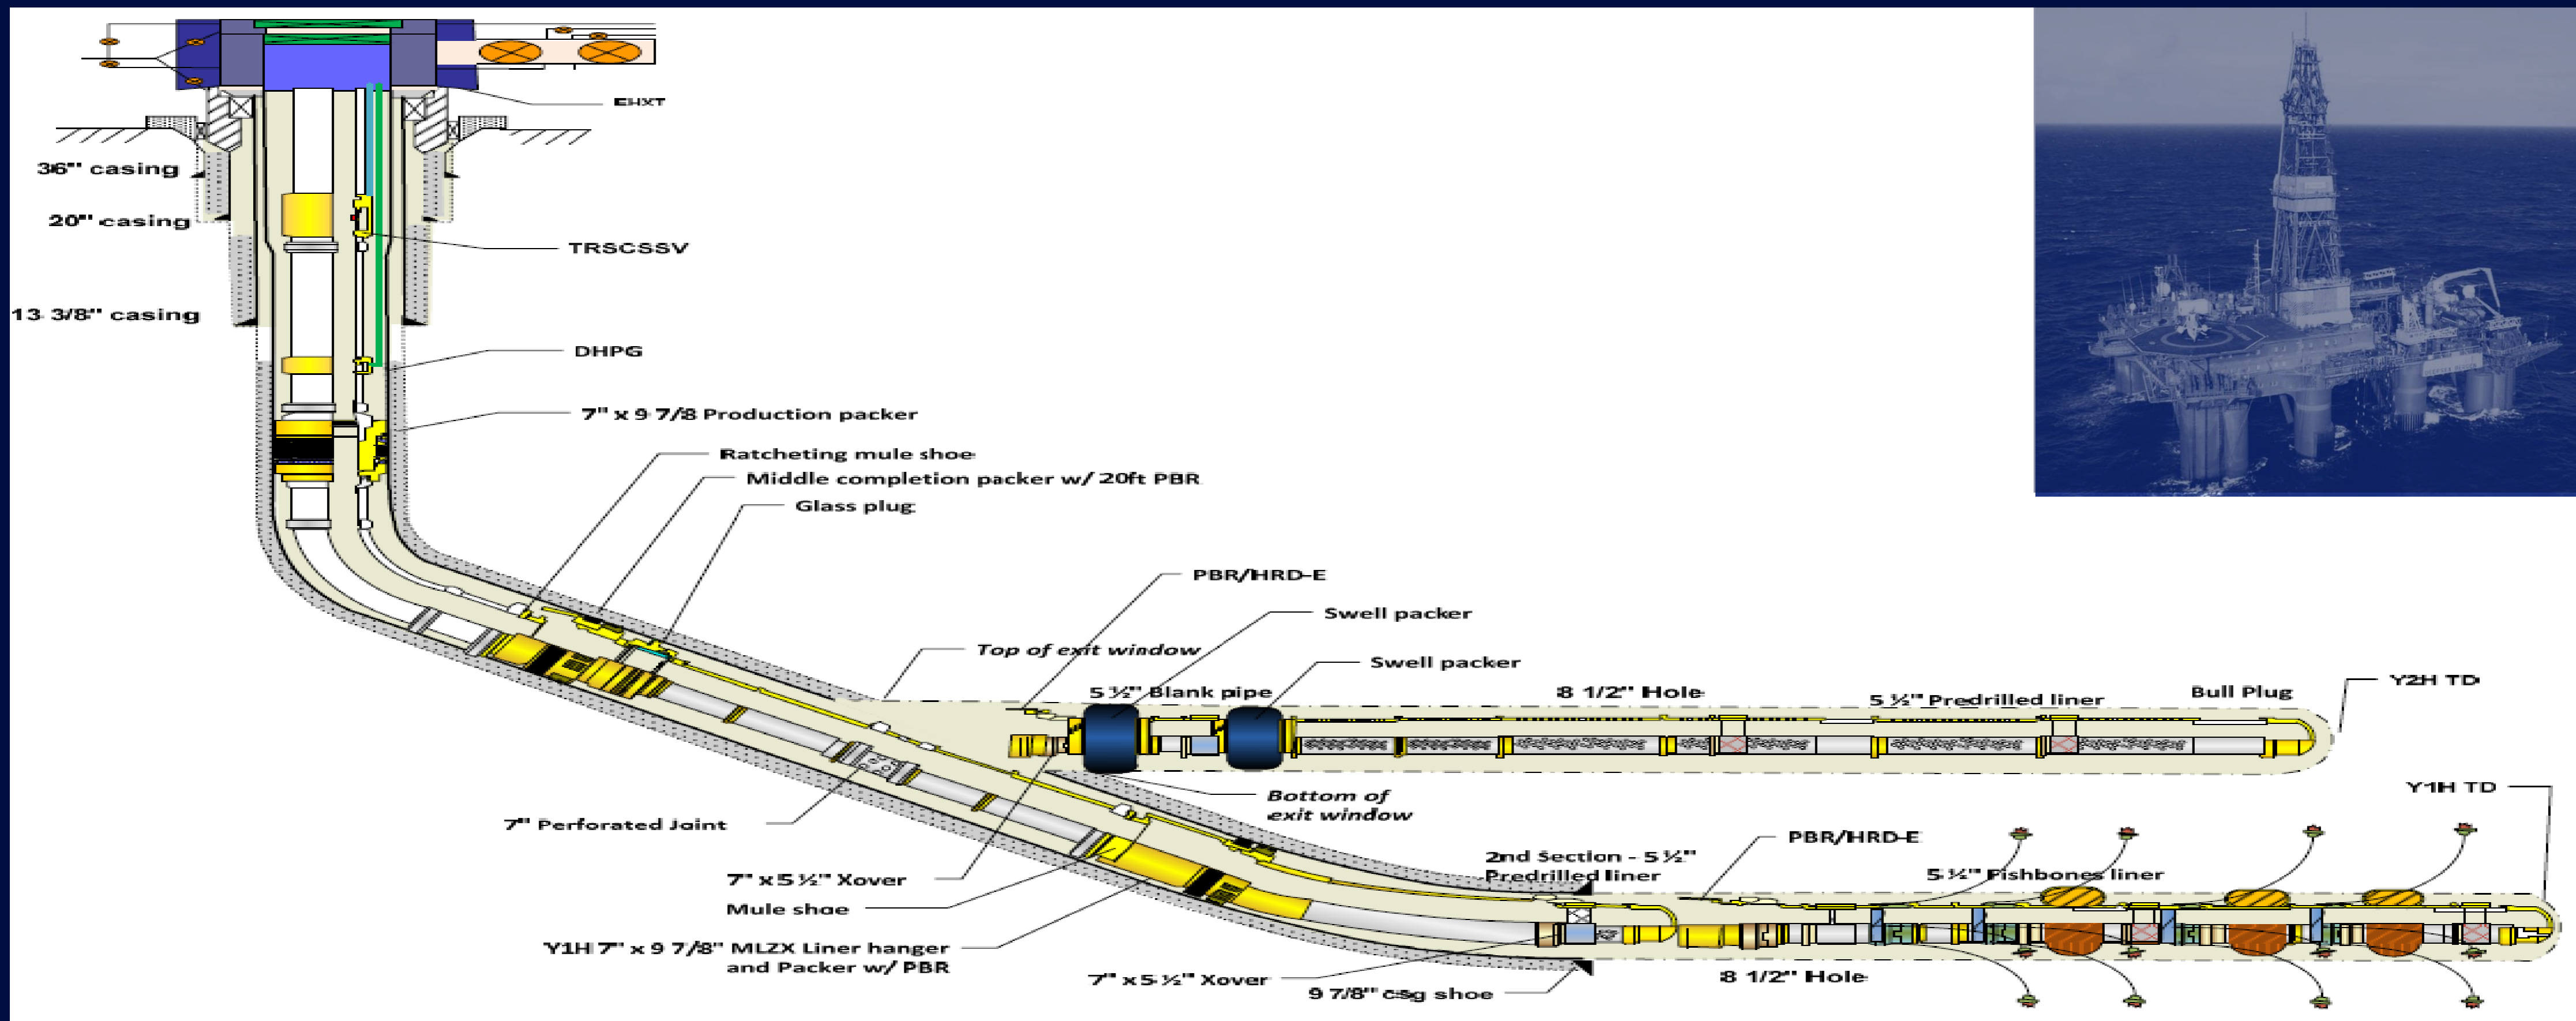 EHXT
36" casing
20" casing
TRSCSSV
13 3/8" casing
DHPG
7" x 9 7/8 Production packer
Ratcheting mule shoe
Middle completion packer w/ 20ft PBR
Glass plug
PBR/HRD-E
Swell packer
Top of exit window
Swell packer
5 ½" Blank pipe
8 1/2" Hole
5 ½" Predrilled liner
Bull Plug
Y2H TD
Bottom of
exit window
Y1H TD
7" Perforated Joint
PBR/HRD-E
2nd Section - 5 ½"
Predrilled liner
5 ½" Fishbones liner
7" x 5 ½" Xover
Mule shoe
Y1H 7" x 9 7/8" MLZX Liner hanger
and Packer w/ PBR
7" x 5 ½" Xover
9 7/8" csg shoe
8 1/2" Hole